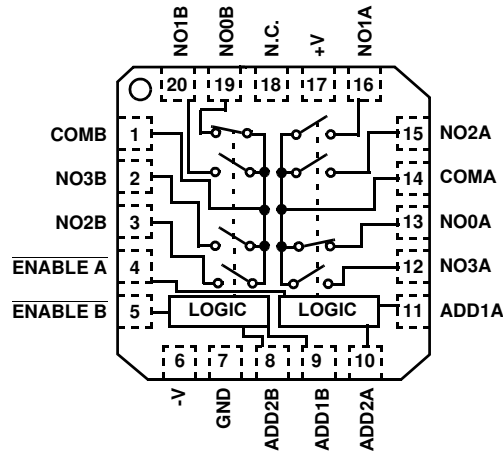 NO1B
NO0B
N.C.
+V
NO1A
20
19
18
17
16
COMB
1
15
NO2A
NO3B
2
14
COMA
NO2B
3
13
NO0A
ENABLE A
4
12
NO3A
ENABLE B
5
LOGIC
LOGIC
11
ADD1A
6
7
8
9
10
-V
GND
ADD2B
ADD1B
ADD2A